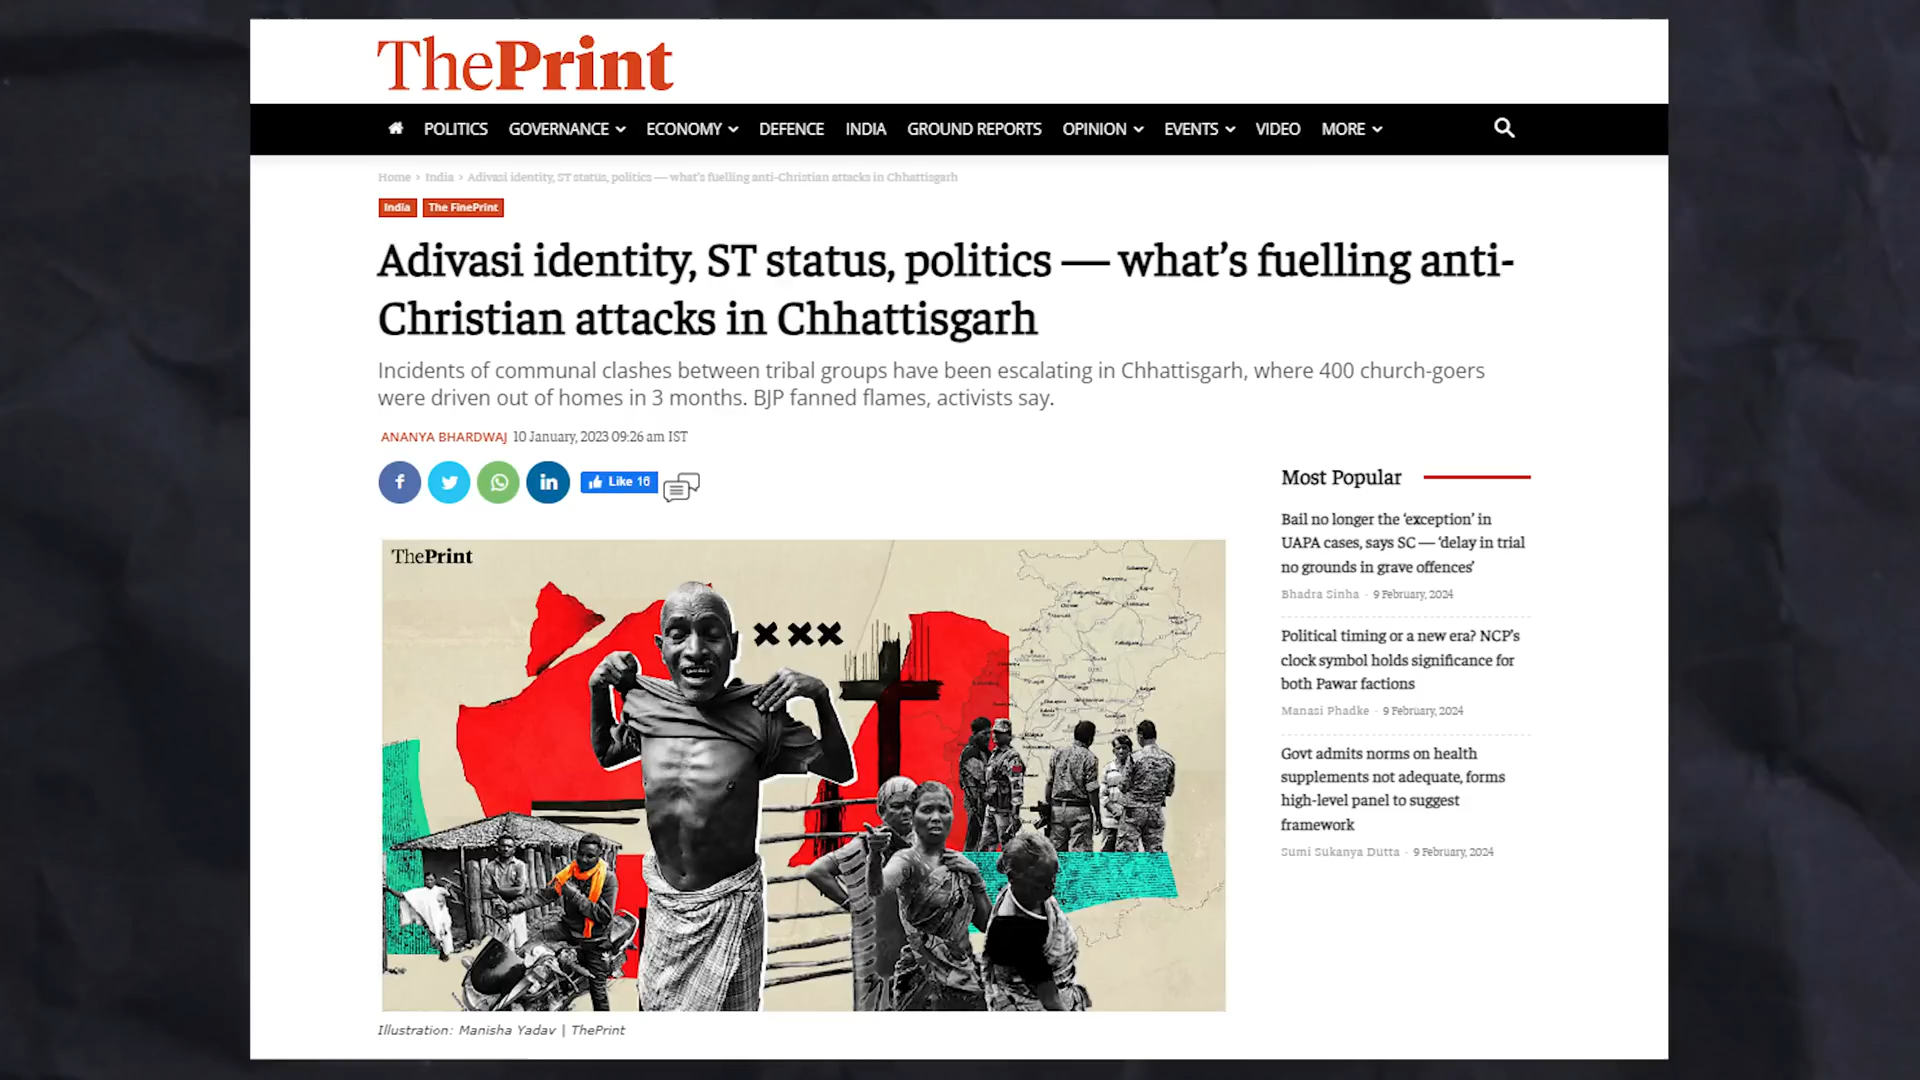 ThePrint
POLITICS GOVERNANCE ECONOMY DEFENCE INDIA GROUND REPORTS OPINION EVENTS VIDEO MORE
Home › India › Adivasi identity, ST status, politics — what's fuelling anti-Christian attacks in Chhattisgarh
India The FinePrint
Adivasi identity, ST status, politics — what’s fuelling anti-
Christian attacks in Chhattisgarh
Incidents of communal clashes between tribal groups have been escalating in Chhattisgarh, where 400 church-goers
were driven out of homes in 3 months. BJP fanned flames, activists say.
ANANYA BHARDWAJ 10 January, 2023 09:26 am IST
Like 16
ThePrint
Illustration: Manisha Yadav | ThePrint
Most Popular
Bail no longer the ‘exception’ in
UAPA cases, says SC — ‘delay in trial
no grounds in grave offences’
Bhadra Sinha - 9 February, 2024
Political timing or a new era? NCP’s
clock symbol holds significance for
both Pawar factions
Manasi Phadke - 9 February, 2024
Govt admits norms on health
supplements not adequate, forms
high-level panel to suggest
framework
Sumi Sukanya Dutta - 9 February, 2024